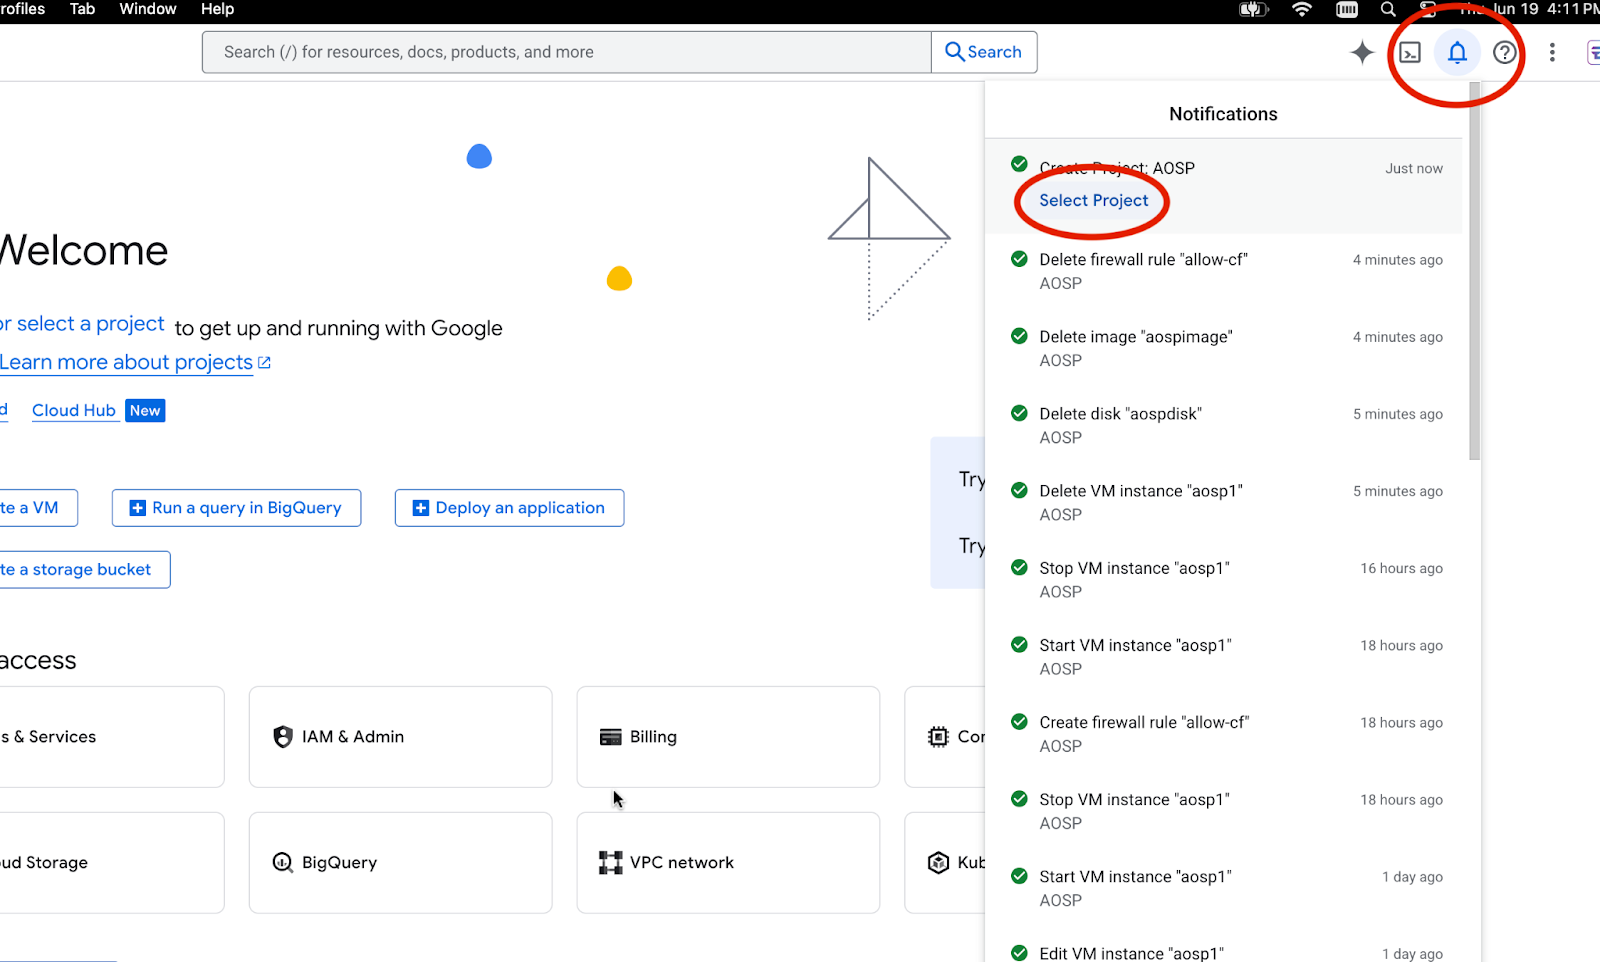 rofiles Tab Window Help Thu Jun 19 4:11 PM
Search (/) for resources, docs, products, and more Search
Notifications
Create Project: AOSP Just now
Select Project
Delete firewall rule "allow-cf" 4 minutes ago
AOSP
Delete image "aospimage" 4 minutes ago
AOSP
Delete disk "aospdisk" 5 minutes ago
AOSP
Delete VM instance "aosp1" 5 minutes ago
AOSP
Stop VM instance "aosp1" 16 hours ago
AOSP
Start VM instance "aosp1" 18 hours ago
AOSP
Create firewall rule "allow-cf" 18 hours ago
AOSP
Stop VM instance "aosp1" 18 hours ago
AOSP
Start VM instance "aosp1" 1 day ago
AOSP
Edit VM instance "aosp1" 1 day ago
Welcome
or select a project to get up and running with Google
Learn more about projects
d Cloud Hub New
te a VM Run a query in BigQuery Deploy an application
te a storage bucket
Try
Try
access
s & Services IAM & Admin Billing Cor
ud Storage BigQuery VPC network Kub